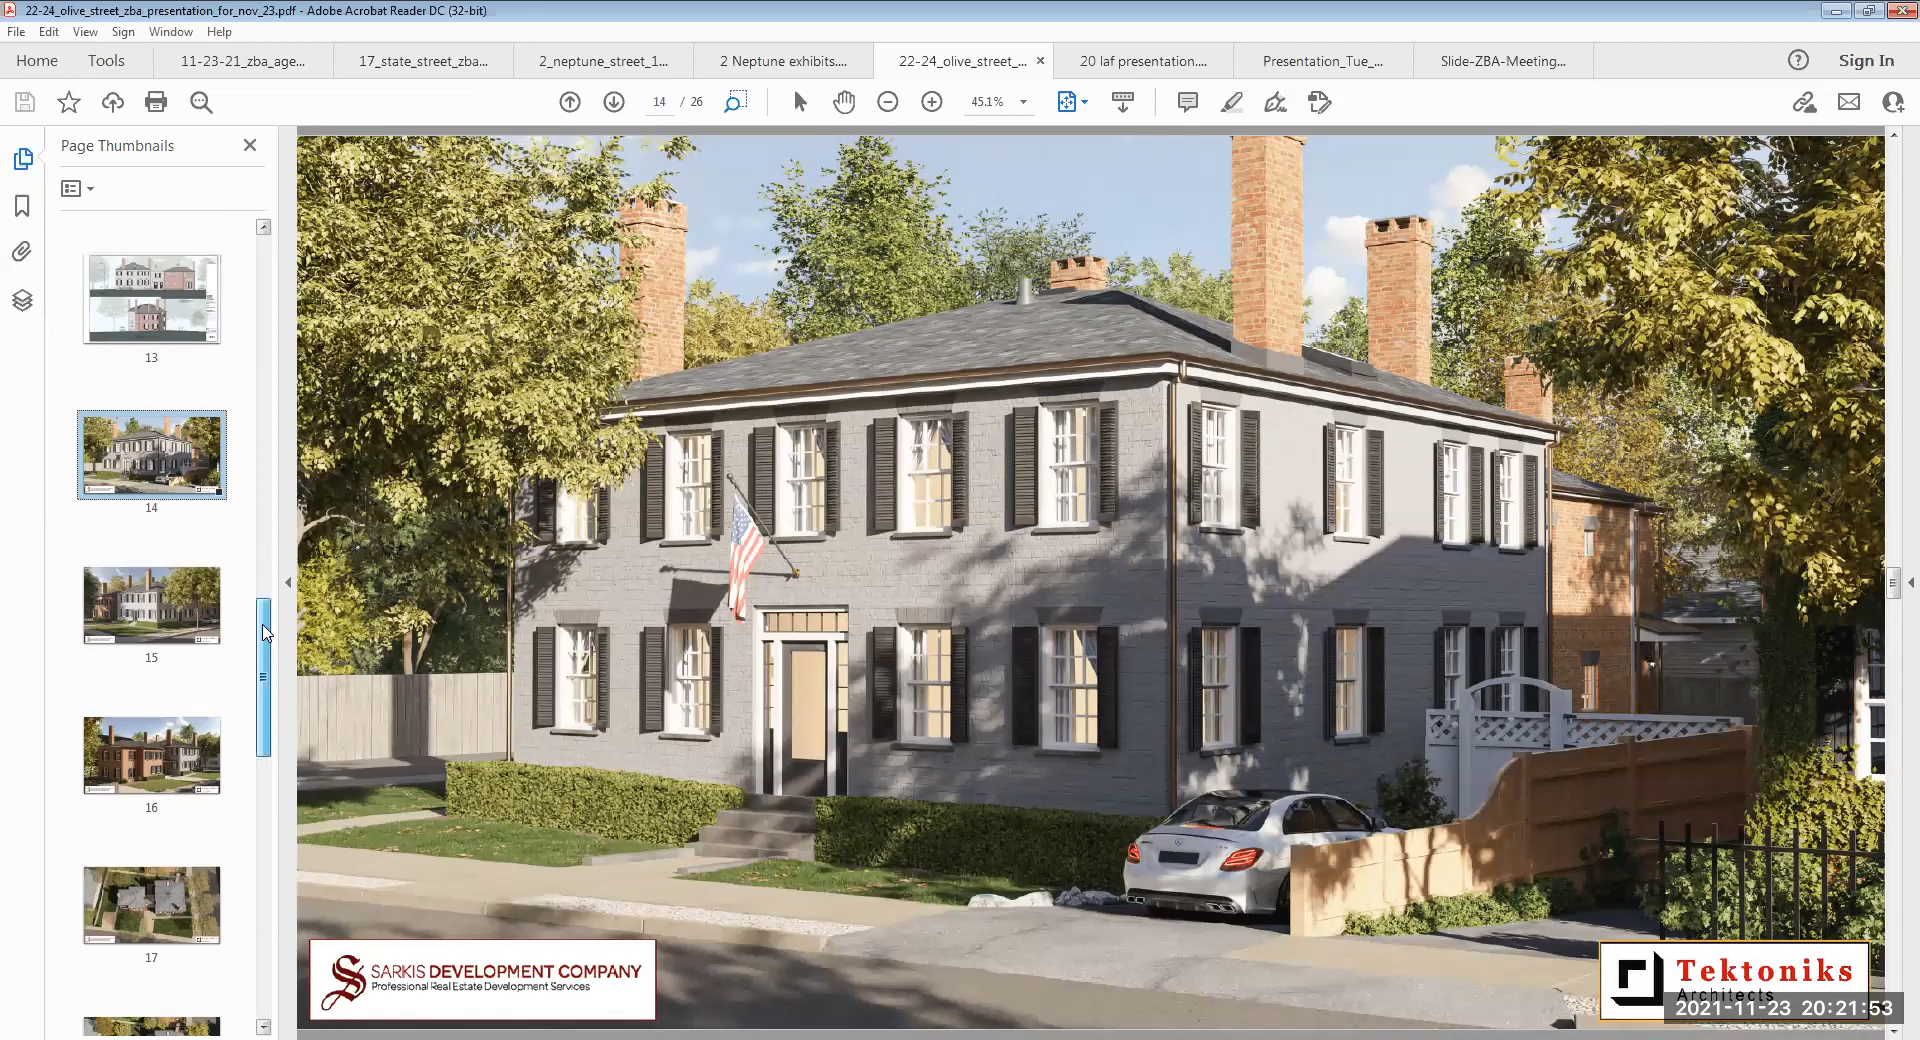 22-24_olive_street_zba_presentation_for_nov_23.pdf - Adobe Acrobat Reader DC (32-bit)
File Edit View Sign Window Help
Home Tools 11-23-21_zba_age... 17_state_street_zba... 2_neptune_street_1... 2 Neptune exhibits.... 22-24_olive_street_... 20 laf presentation.... Presentation_Tue_... Slide-ZBA-Meeting... Sign In
14 / 26 45.1%
Page Thumbnails
13
14
15
16
17
SARKIS DEVELOPMENT COMPANY
Professional Real Estate Development Services
Tektoniks
Architects
2021-11-23 20:21:53